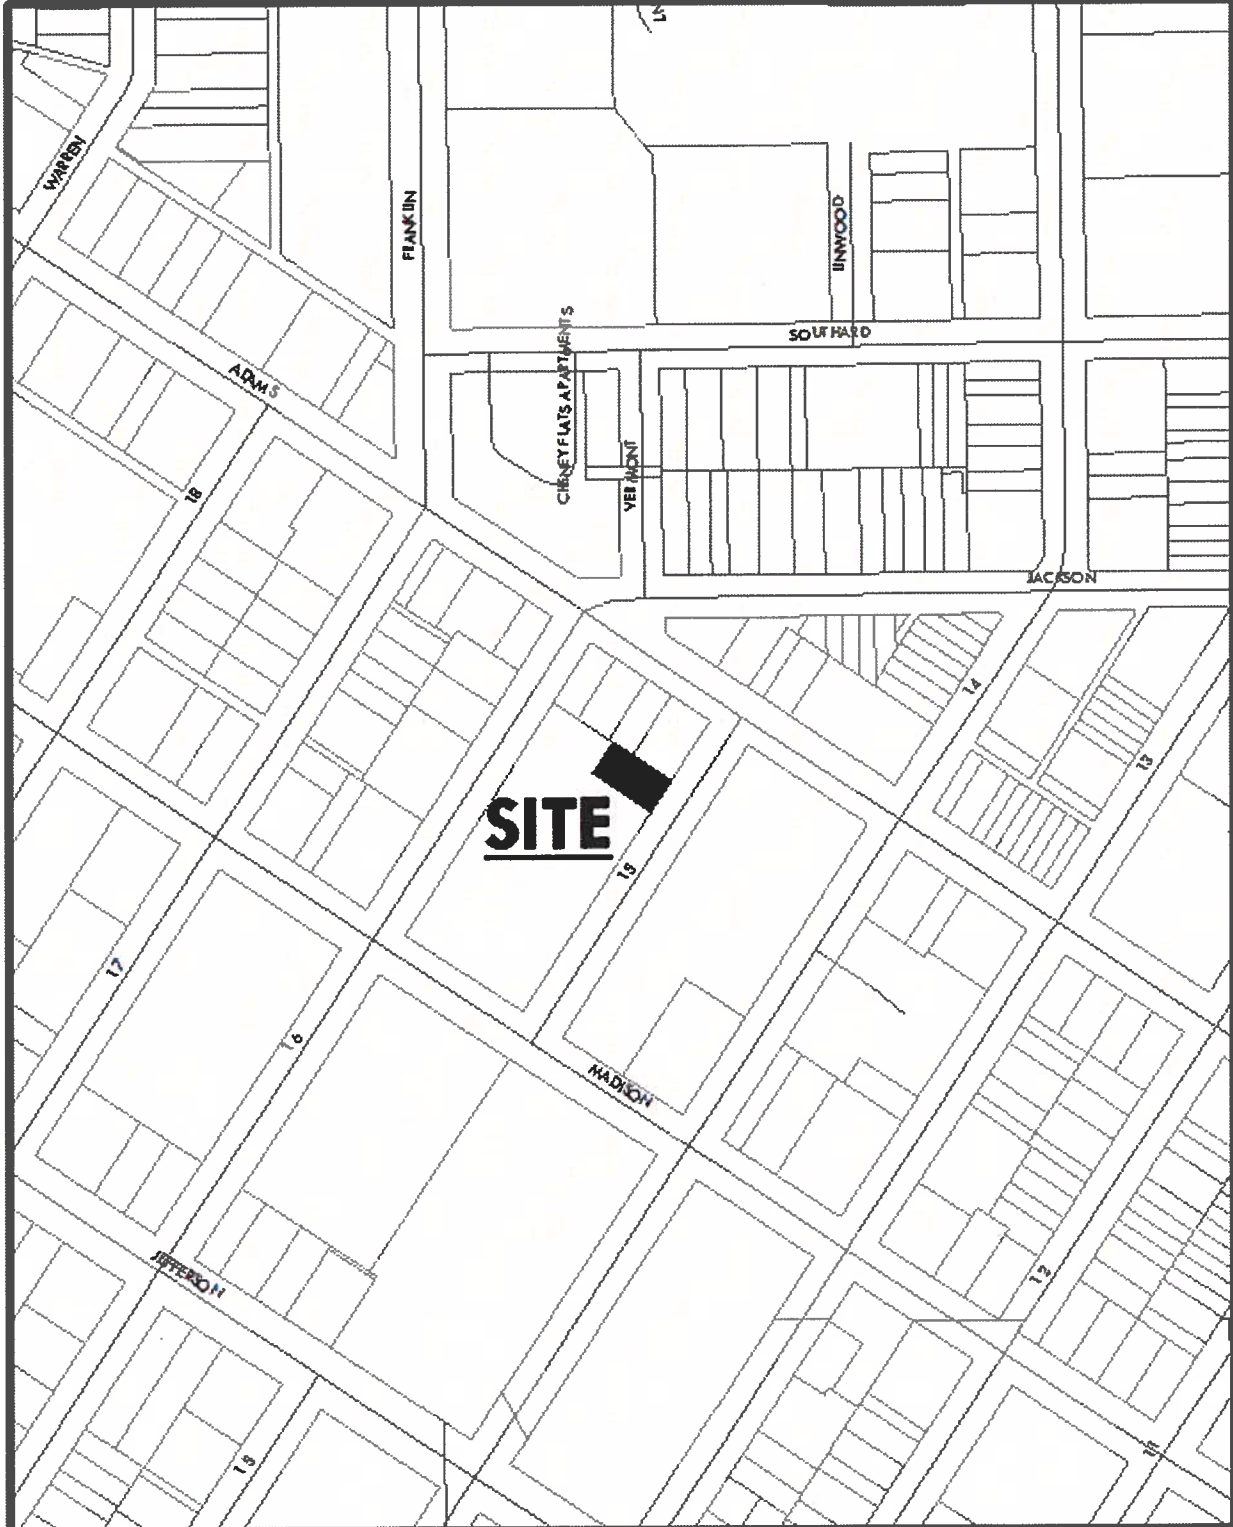 WARREN
FRANKLIN
LINWOOD
SOUTHARD
CHENEY FLATS APARTMENTS
ADAMS
VERMONT
18
JACKSON
14
13
SITE
15
17
16
MADISON
12
JEFFERSON
15
11